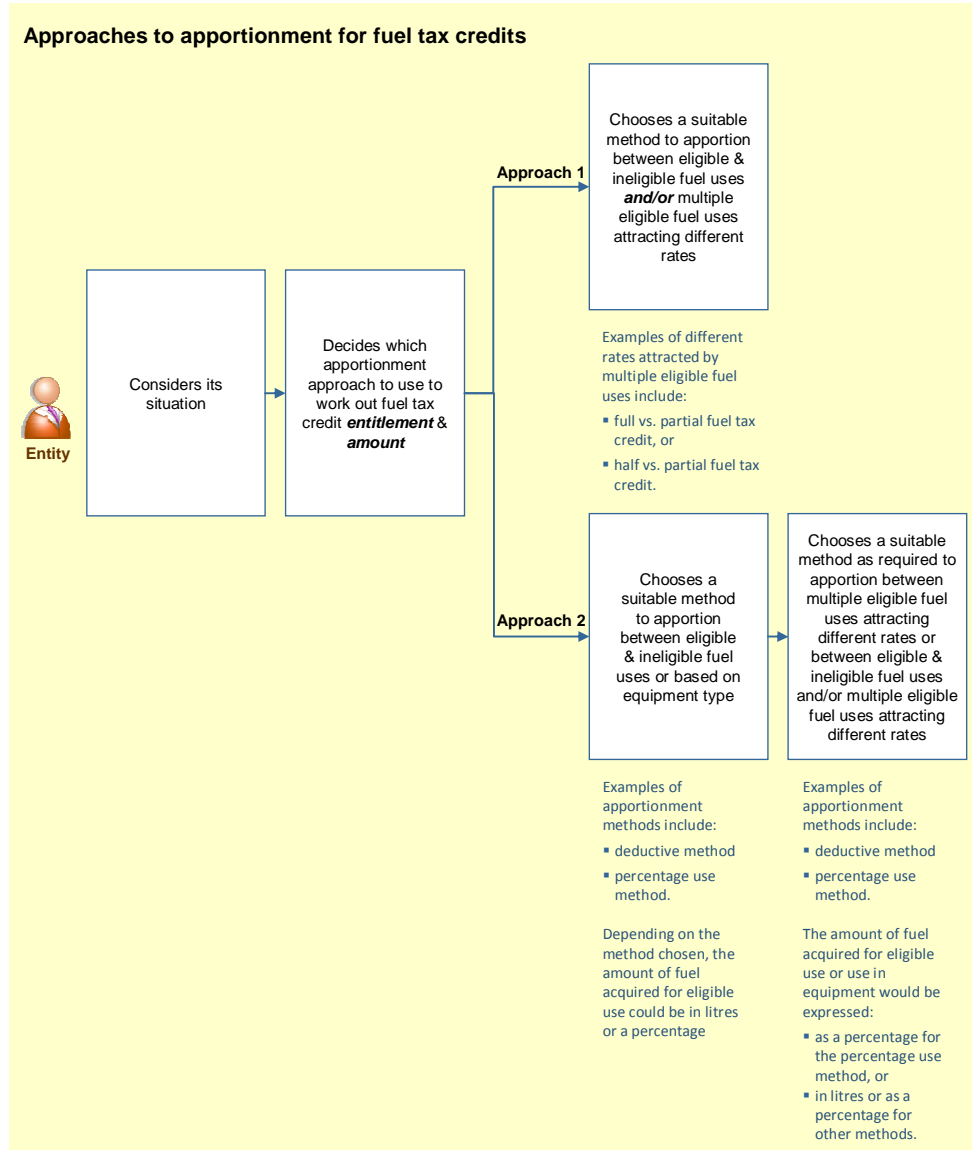 Approaches to apportionment for fuel tax credits
Entity
Considers its
situation
Decides which
apportionment
approach to use to
work out fuel tax
credit entitlement &
amount
Approach 1
Chooses a suitable
method to apportion
between eligible &
ineligible fuel uses
and/or multiple
eligible fuel uses
attracting different
rates
Examples of different
rates attracted by
multiple eligible fuel
uses include:
▪ full vs. partial fuel tax
credit, or
▪ half vs. partial fuel tax
credit.
Approach 2
Chooses a
suitable method
to apportion
between eligible
& ineligible fuel
uses or based on
equipment type
Examples of
apportionment
methods include:
▪ deductive method
▪ percentage use
method.
Depending on the
method chosen, the
amount of fuel
acquired for eligible
use could be in litres
or a percentage
Chooses a suitable
method as required to
apportion between
multiple eligible fuel
uses attracting
different rates or
between eligible &
ineligible fuel uses
and/or multiple eligible
fuel uses attracting
different rates
Examples of
apportionment
methods include:
▪ deductive method
▪ percentage use
method.
The amount of fuel
acquired for eligible
use or use in
equipment would be
expressed:
▪ as a percentage for
the percentage use
method, or
▪ in litres or as a
percentage for
other methods.